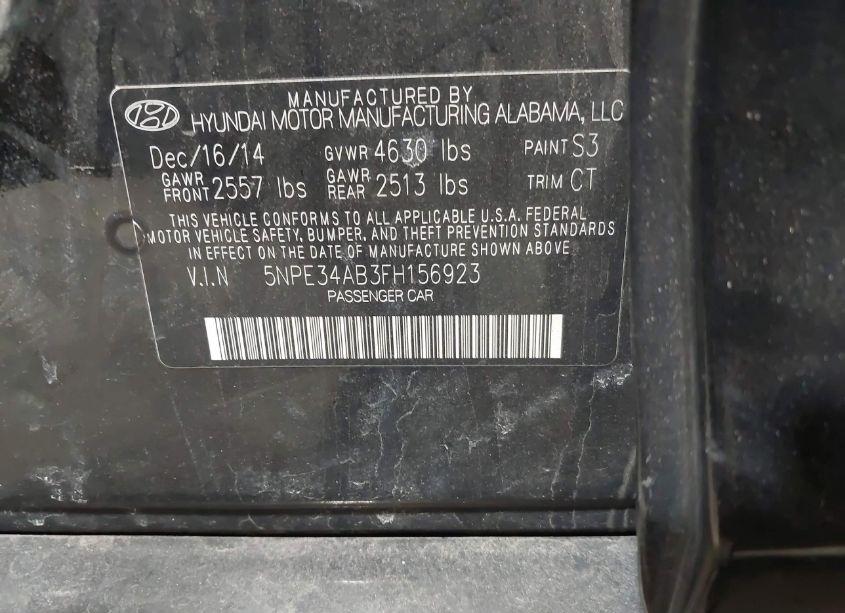 MANUFACTURED BY
HYUNDAI MOTOR MANUFACTURING ALABAMA, LLC
Dec/16/14 GVWR 4630 lbs PAINT S3
GAWR FRONT 2557 lbs GAWR REAR 2513 lbs TRIM CT
THIS VEHICLE CONFORMS TO ALL APPLICABLE U.S.A. FEDERAL
MOTOR VEHICLE SAFETY, BUMPER, AND THEFT PREVENTION STANDARDS
IN EFFECT ON THE DATE OF MANUFACTURE SHOWN ABOVE
V.I.N 5NPE34AB3FH156923
PASSENGER CAR